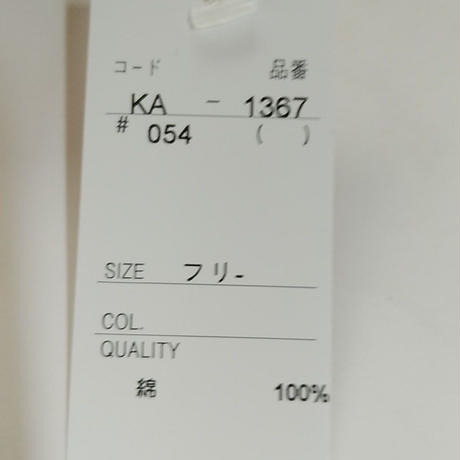 コード 品番
KA - 1367
# 054 ( )
SIZE フリー
COL.
QUALITY
綿 100%